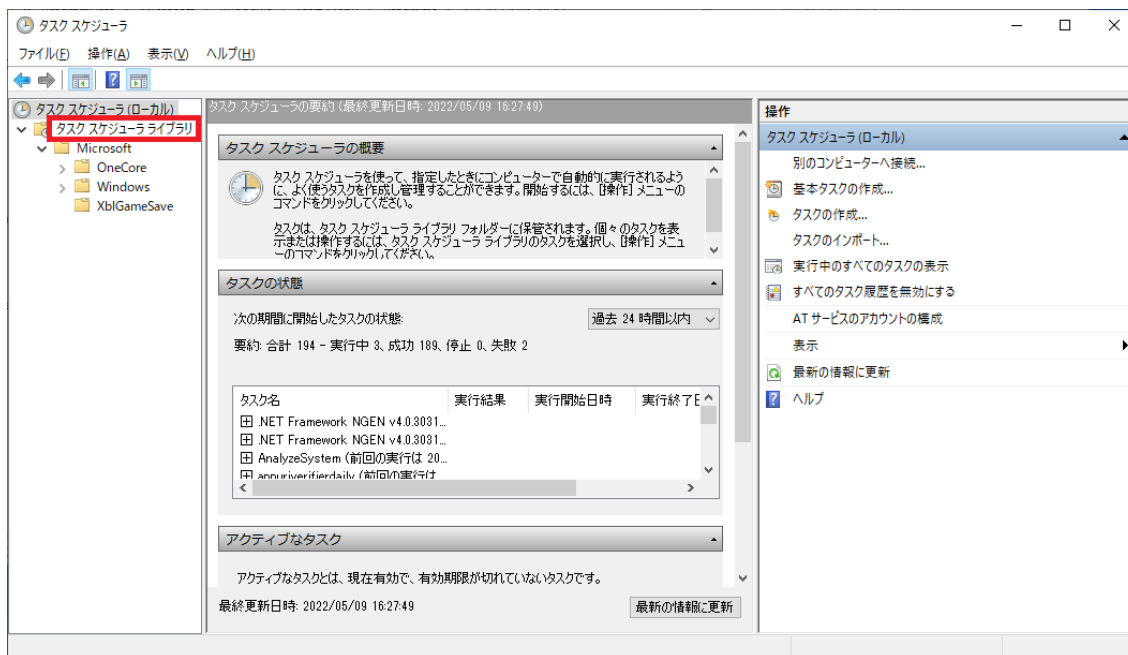 タスク スケジューラ
ファイル(F) 操作(A) 表示(V) ヘルプ(H)
タスク スケジューラ (ローカル)
タスク スケジューラ ライブラリ
Microsoft
OneCore
Windows
XblGameSave
タスク スケジューラの要約 (最終更新日時: 2022/05/09 16:27:49)
タスク スケジューラの概要
タスク スケジューラを使って、指定したときにコンピューターで自動的に実行されるよう
に、よく使うタスクを作成し管理することができます。開始するには、[操作] メニューの
コマンドをクリックしてください。
タスクは、タスク スケジューラ ライブラリ フォルダーに保管されます。個々のタスクを表
示または操作するには、タスク スケジューラ ライブラリのタスクを選択し、[操作] メニュ
ーのコマンドをクリックしてください。
タスクの状態
次の期間に開始したタスクの状態:
過去 24 時間以内
要約: 合計 194 - 実行中 3、成功 189、停止 0、失敗 2
タスク名 実行結果 実行開始日時 実行終了
.NET Framework NGEN v4.0.3031...
.NET Framework NGEN v4.0.3031...
AnalyzeSystem (前回の実行は 20...
appuriverifierdaily (前回の実行は
アクティブなタスク
アクティブなタスクとは、現在有効で、有効期限が切れていないタスクです。
最終更新日時: 2022/05/09 16:27:49
最新の情報に更新
操作
タスク スケジューラ (ローカル)
別のコンピューターへ接続...
基本タスクの作成...
タスクの作成...
タスクのインポート...
実行中のすべてのタスクの表示
すべてのタスク履歴を無効にする
AT サービスのアカウントの構成
表示
最新の情報に更新
ヘルプ